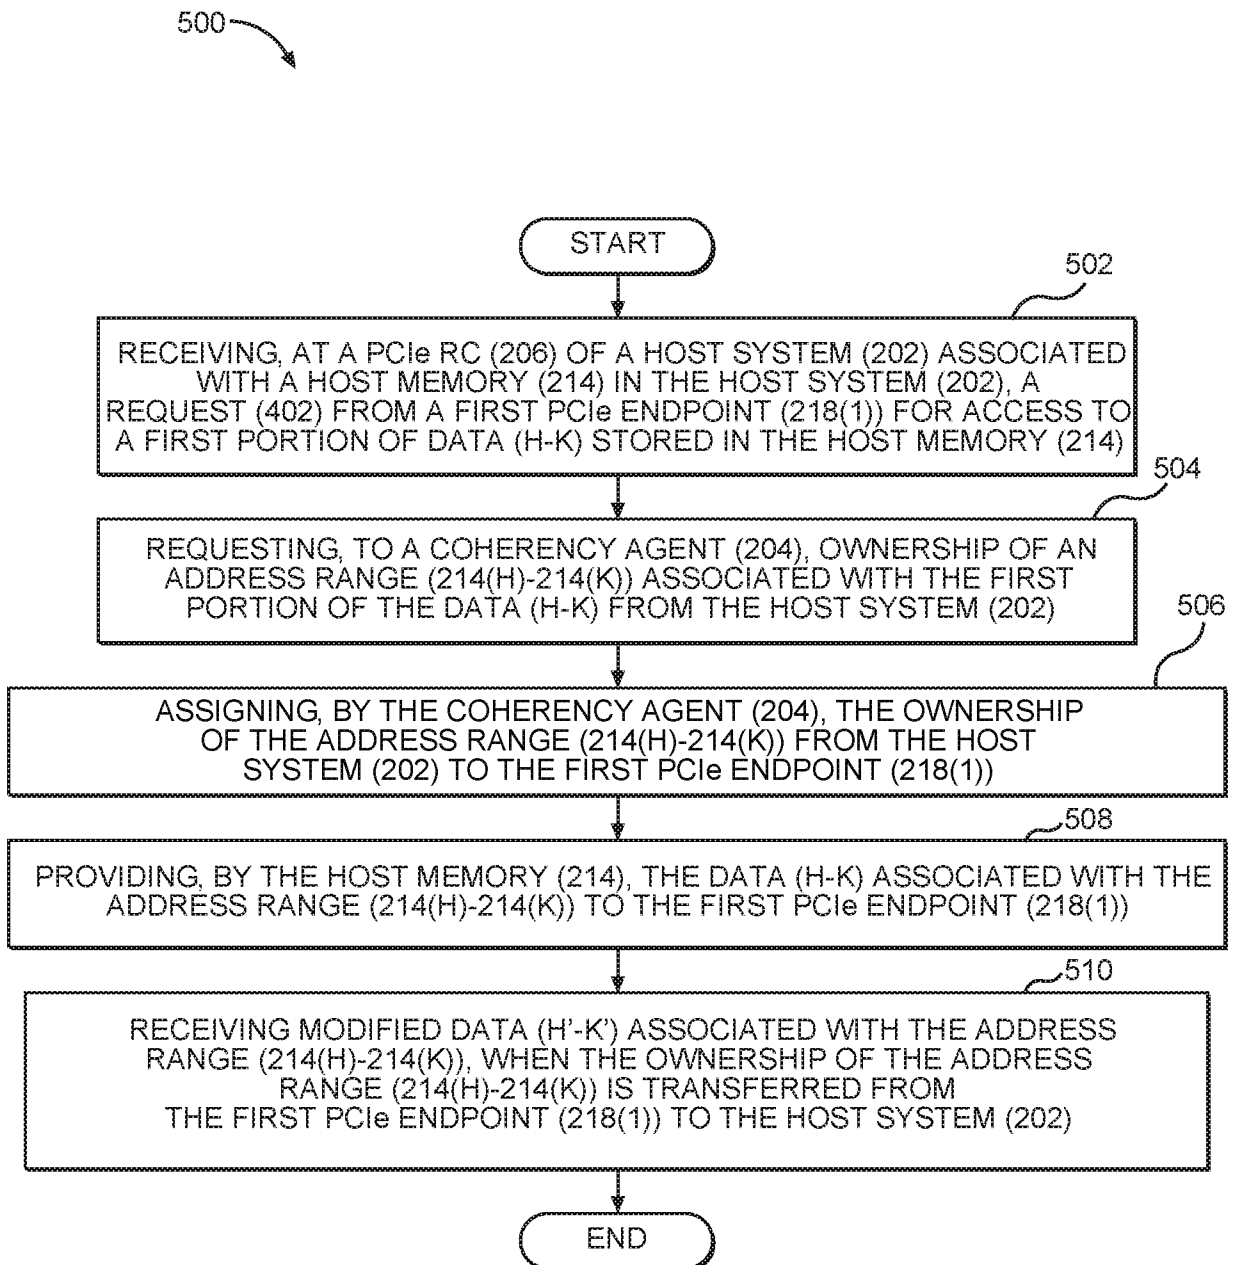 500
START
502
RECEIVING, AT A PCIe RC (206) OF A HOST SYSTEM (202) ASSOCIATED
WITH A HOST MEMORY (214) IN THE HOST SYSTEM (202), A
REQUEST (402) FROM A FIRST PCIe ENDPOINT (218(1)) FOR ACCESS TO
A FIRST PORTION OF DATA (H-K) STORED IN THE HOST MEMORY (214)
504
REQUESTING, TO A COHERENCY AGENT (204), OWNERSHIP OF AN
ADDRESS RANGE (214(H)-214(K)) ASSOCIATED WITH THE FIRST
PORTION OF THE DATA (H-K) FROM THE HOST SYSTEM (202)
506
ASSIGNING, BY THE COHERENCY AGENT (204), THE OWNERSHIP
OF THE ADDRESS RANGE (214(H)-214(K)) FROM THE HOST
SYSTEM (202) TO THE FIRST PCIe ENDPOINT (218(1))
508
PROVIDING, BY THE HOST MEMORY (214), THE DATA (H-K) ASSOCIATED WITH THE
ADDRESS RANGE (214(H)-214(K)) TO THE FIRST PCIe ENDPOINT (218(1))
510
RECEIVING MODIFIED DATA (H'-K') ASSOCIATED WITH THE ADDRESS
RANGE (214(H)-214(K)), WHEN THE OWNERSHIP OF THE ADDRESS
RANGE (214(H)-214(K)) IS TRANSFERRED FROM
THE FIRST PCIe ENDPOINT (218(1)) TO THE HOST SYSTEM (202)
END